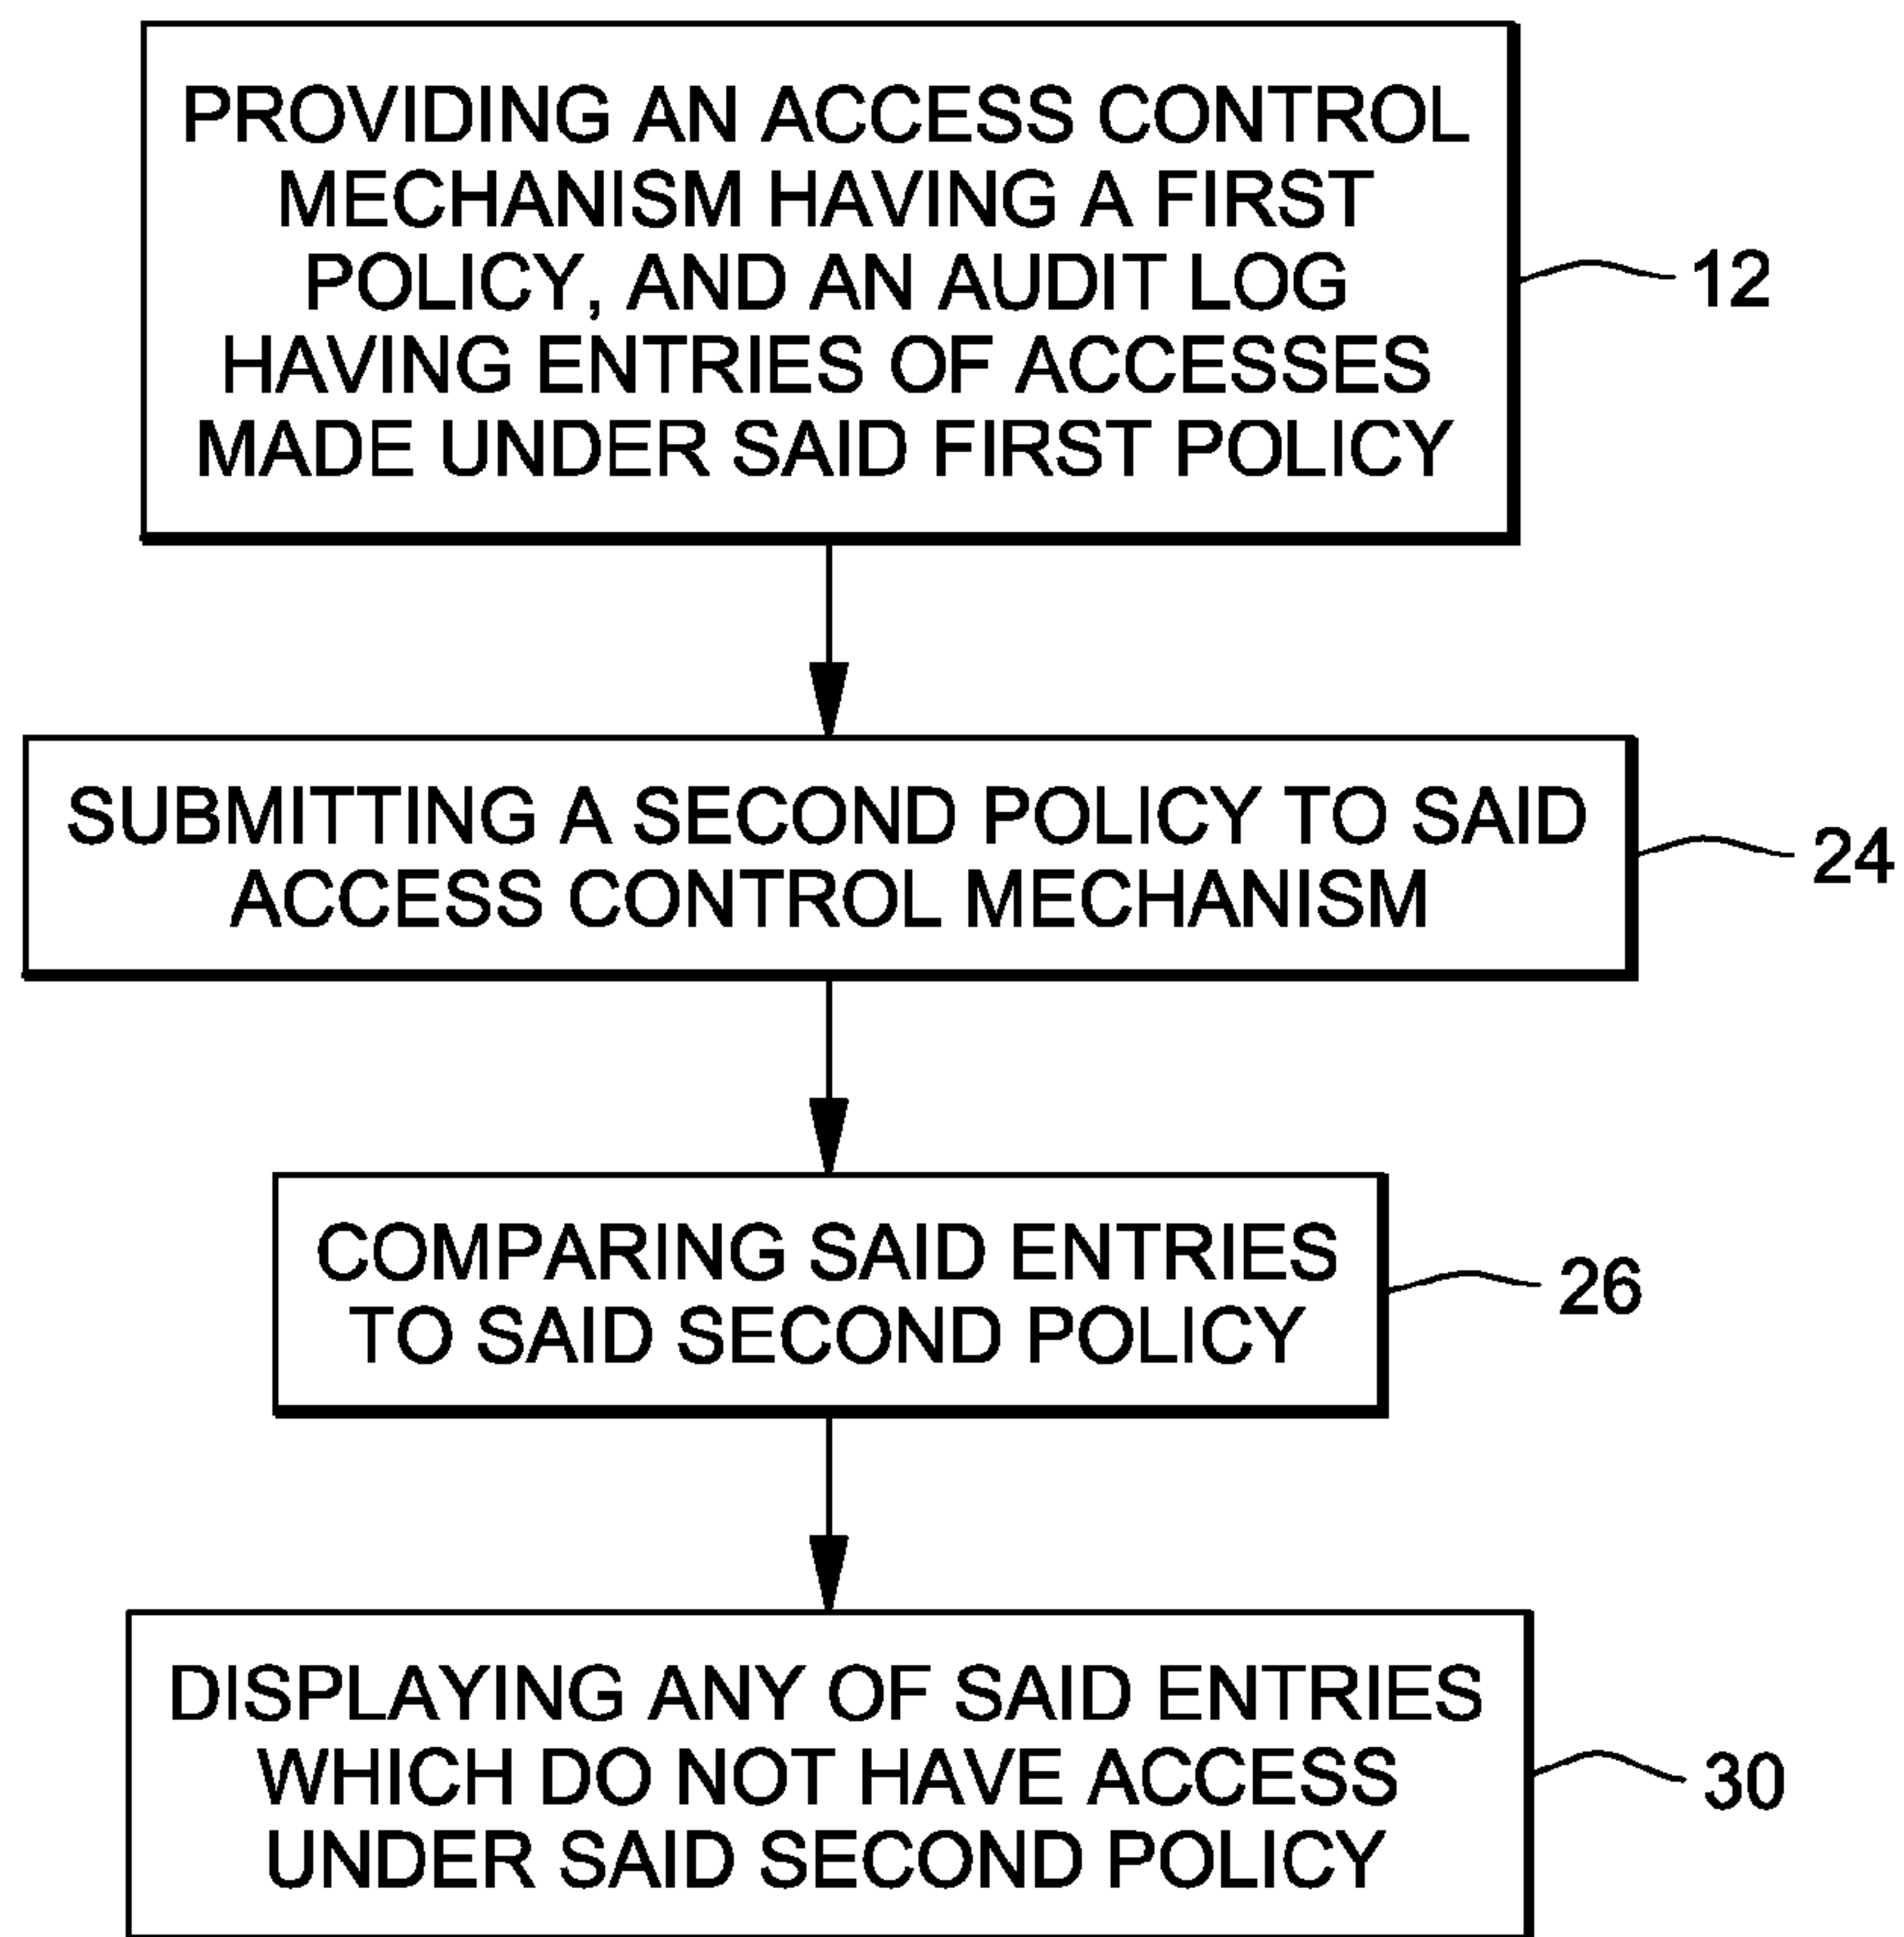 PROVIDING AN ACCESS CONTROL
MECHANISM HAVING A FIRST
POLICY, AND AN AUDIT LOG
HAVING ENTRIES OF ACCESSES
MADE UNDER SAID FIRST POLICY
12
SUBMITTING A SECOND POLICY TO SAID
ACCESS CONTROL MECHANISM
24
COMPARING SAID ENTRIES
TO SAID SECOND POLICY
26
DISPLAYING ANY OF SAID ENTRIES
WHICH DO NOT HAVE ACCESS
UNDER SAID SECOND POLICY
30